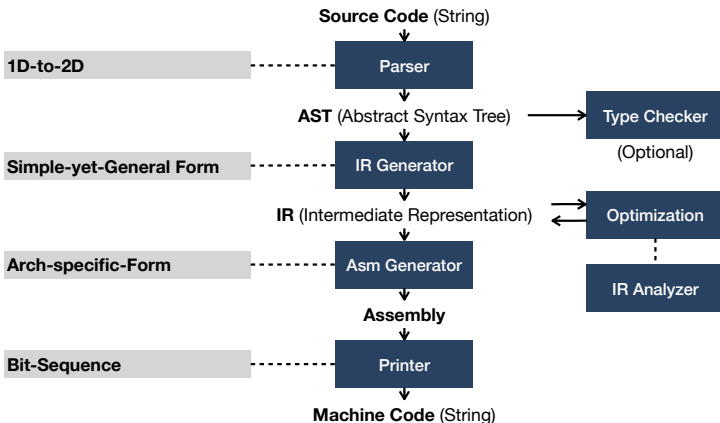 Source Code (String)
1D-to-2D
Parser
AST (Abstract Syntax Tree)
Type Checker
(Optional)
Simple-yet-General Form
IR Generator
IR (Intermediate Representation)
Optimization
Arch-specific-Form
Asm Generator
IR Analyzer
Assembly
Bit-Sequence
Printer
Machine Code (String)